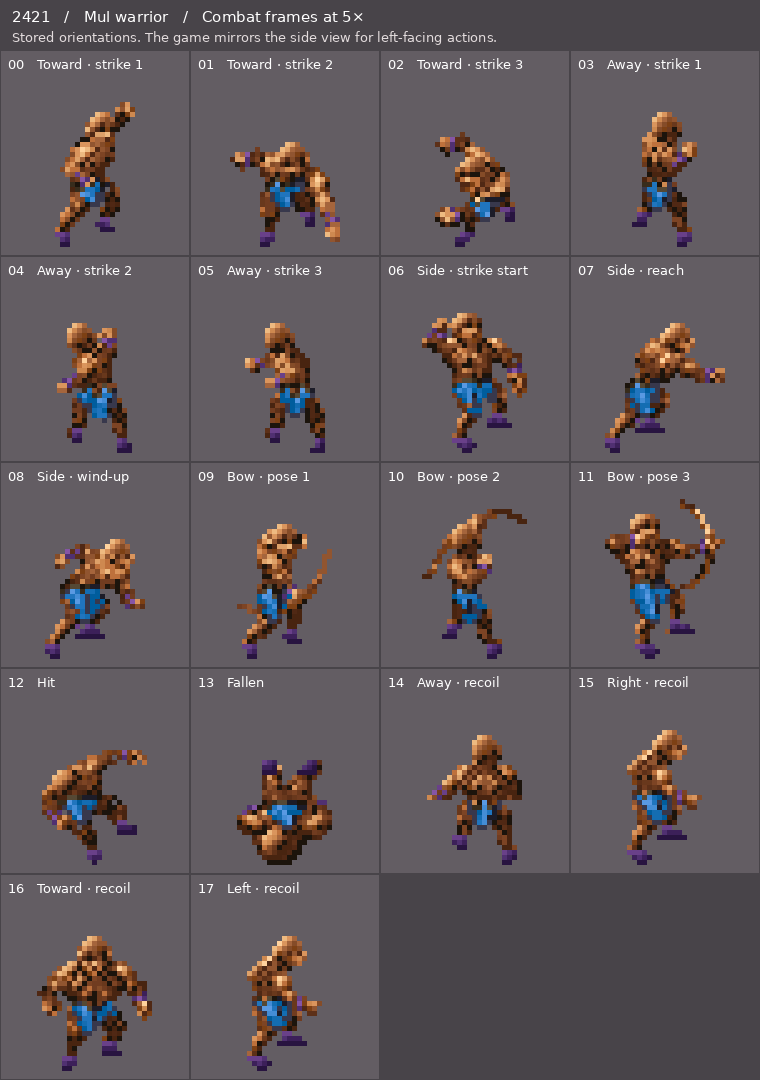 2421 / Mul warrior / Combat frames at 5×
Stored orientations. The game mirrors the side view for left-facing actions.
00 Toward · strike 1
01 Toward · strike 2
02 Toward · strike 3
03 Away · strike 1
04 Away · strike 2
05 Away · strike 3
06 Side · strike start
07 Side · reach
08 Side · wind-up
09 Bow · pose 1
10 Bow · pose 2
11 Bow · pose 3
12 Hit
13 Fallen
14 Away · recoil
15 Right · recoil
16 Toward · recoil
17 Left · recoil